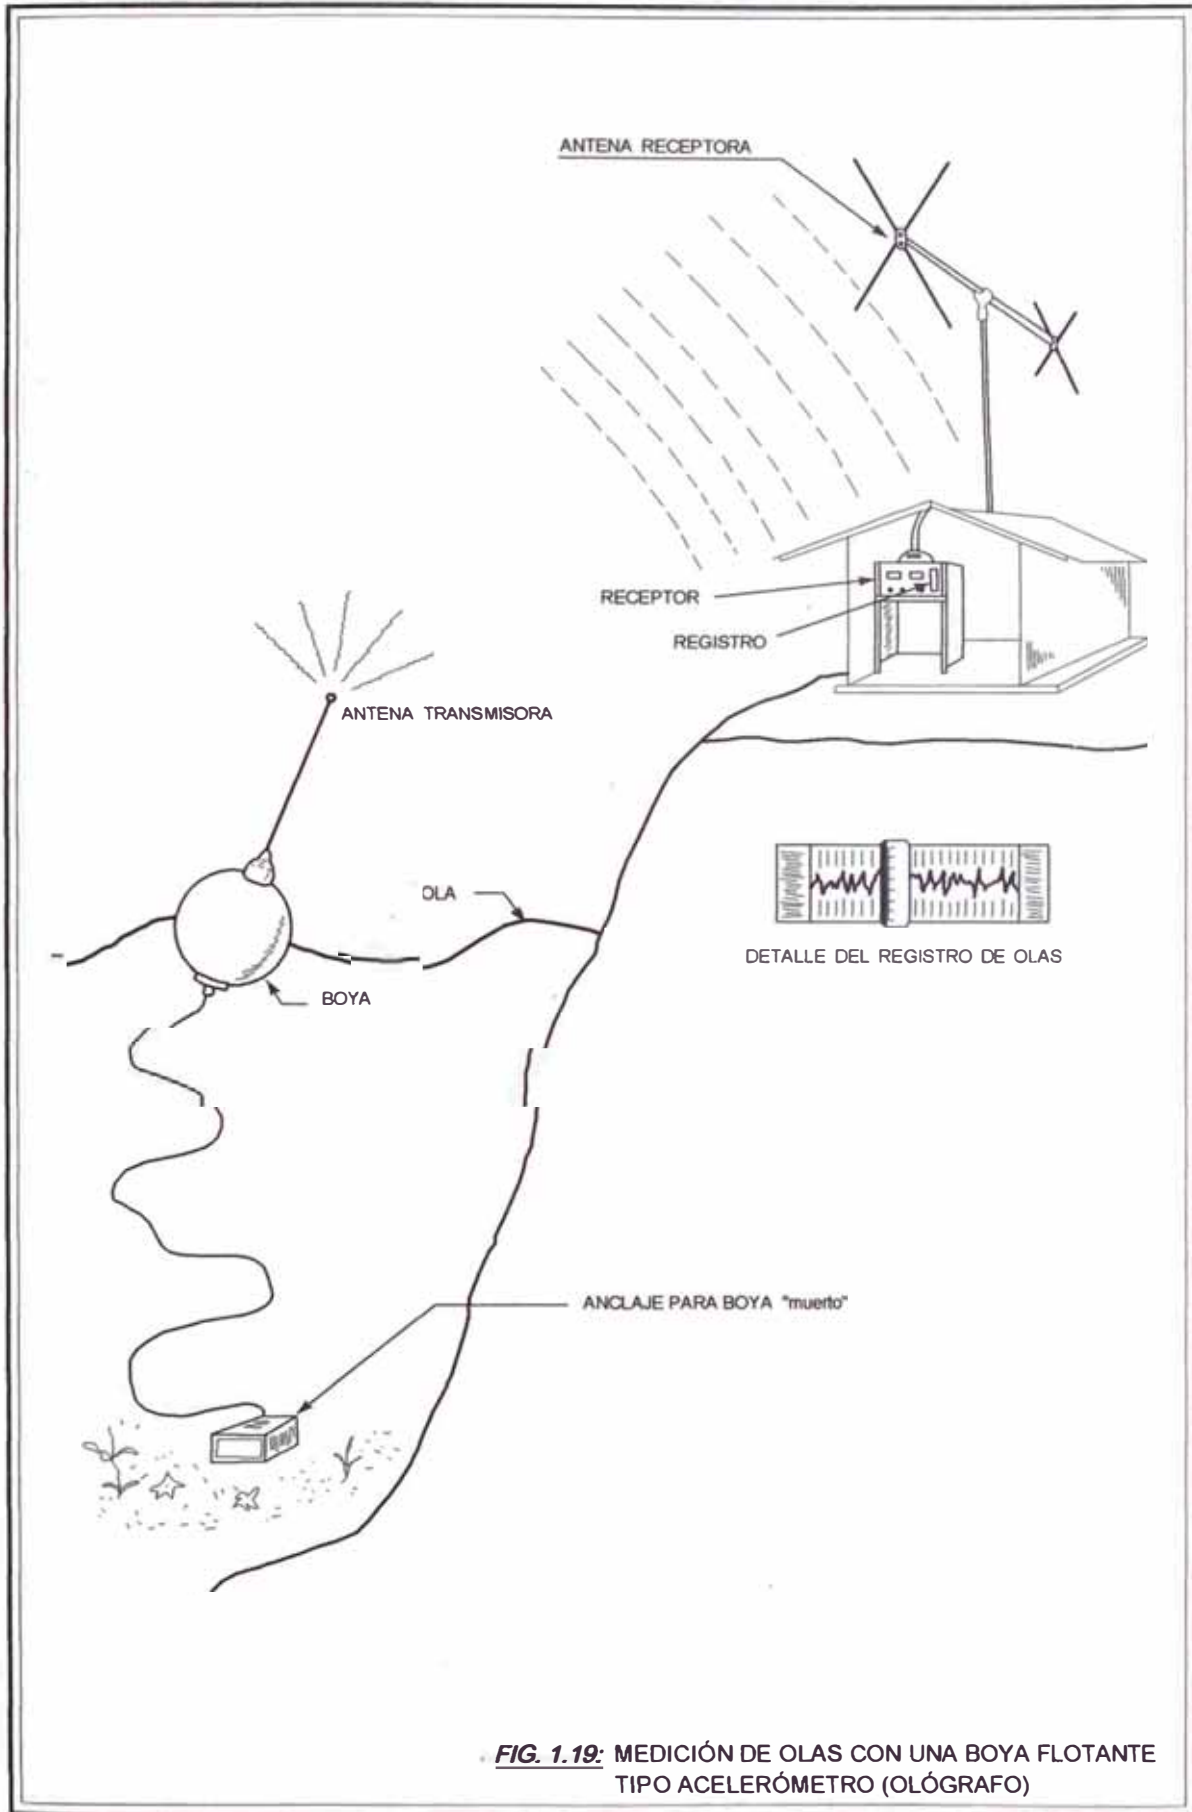 ANTENA RECEPTORA
RECEPTOR
REGISTRO
ANTENA TRANSMISORA
OLA
BOYA
DETALLE DEL REGISTRO DE OLAS
ANCLAJE PARA BOYA "muerto"
FIG. 1.19: MEDICIÓN DE OLAS CON UNA BOYA FLOTANTE
TIPO ACELERÓMETRO (OLÓGRAFO)